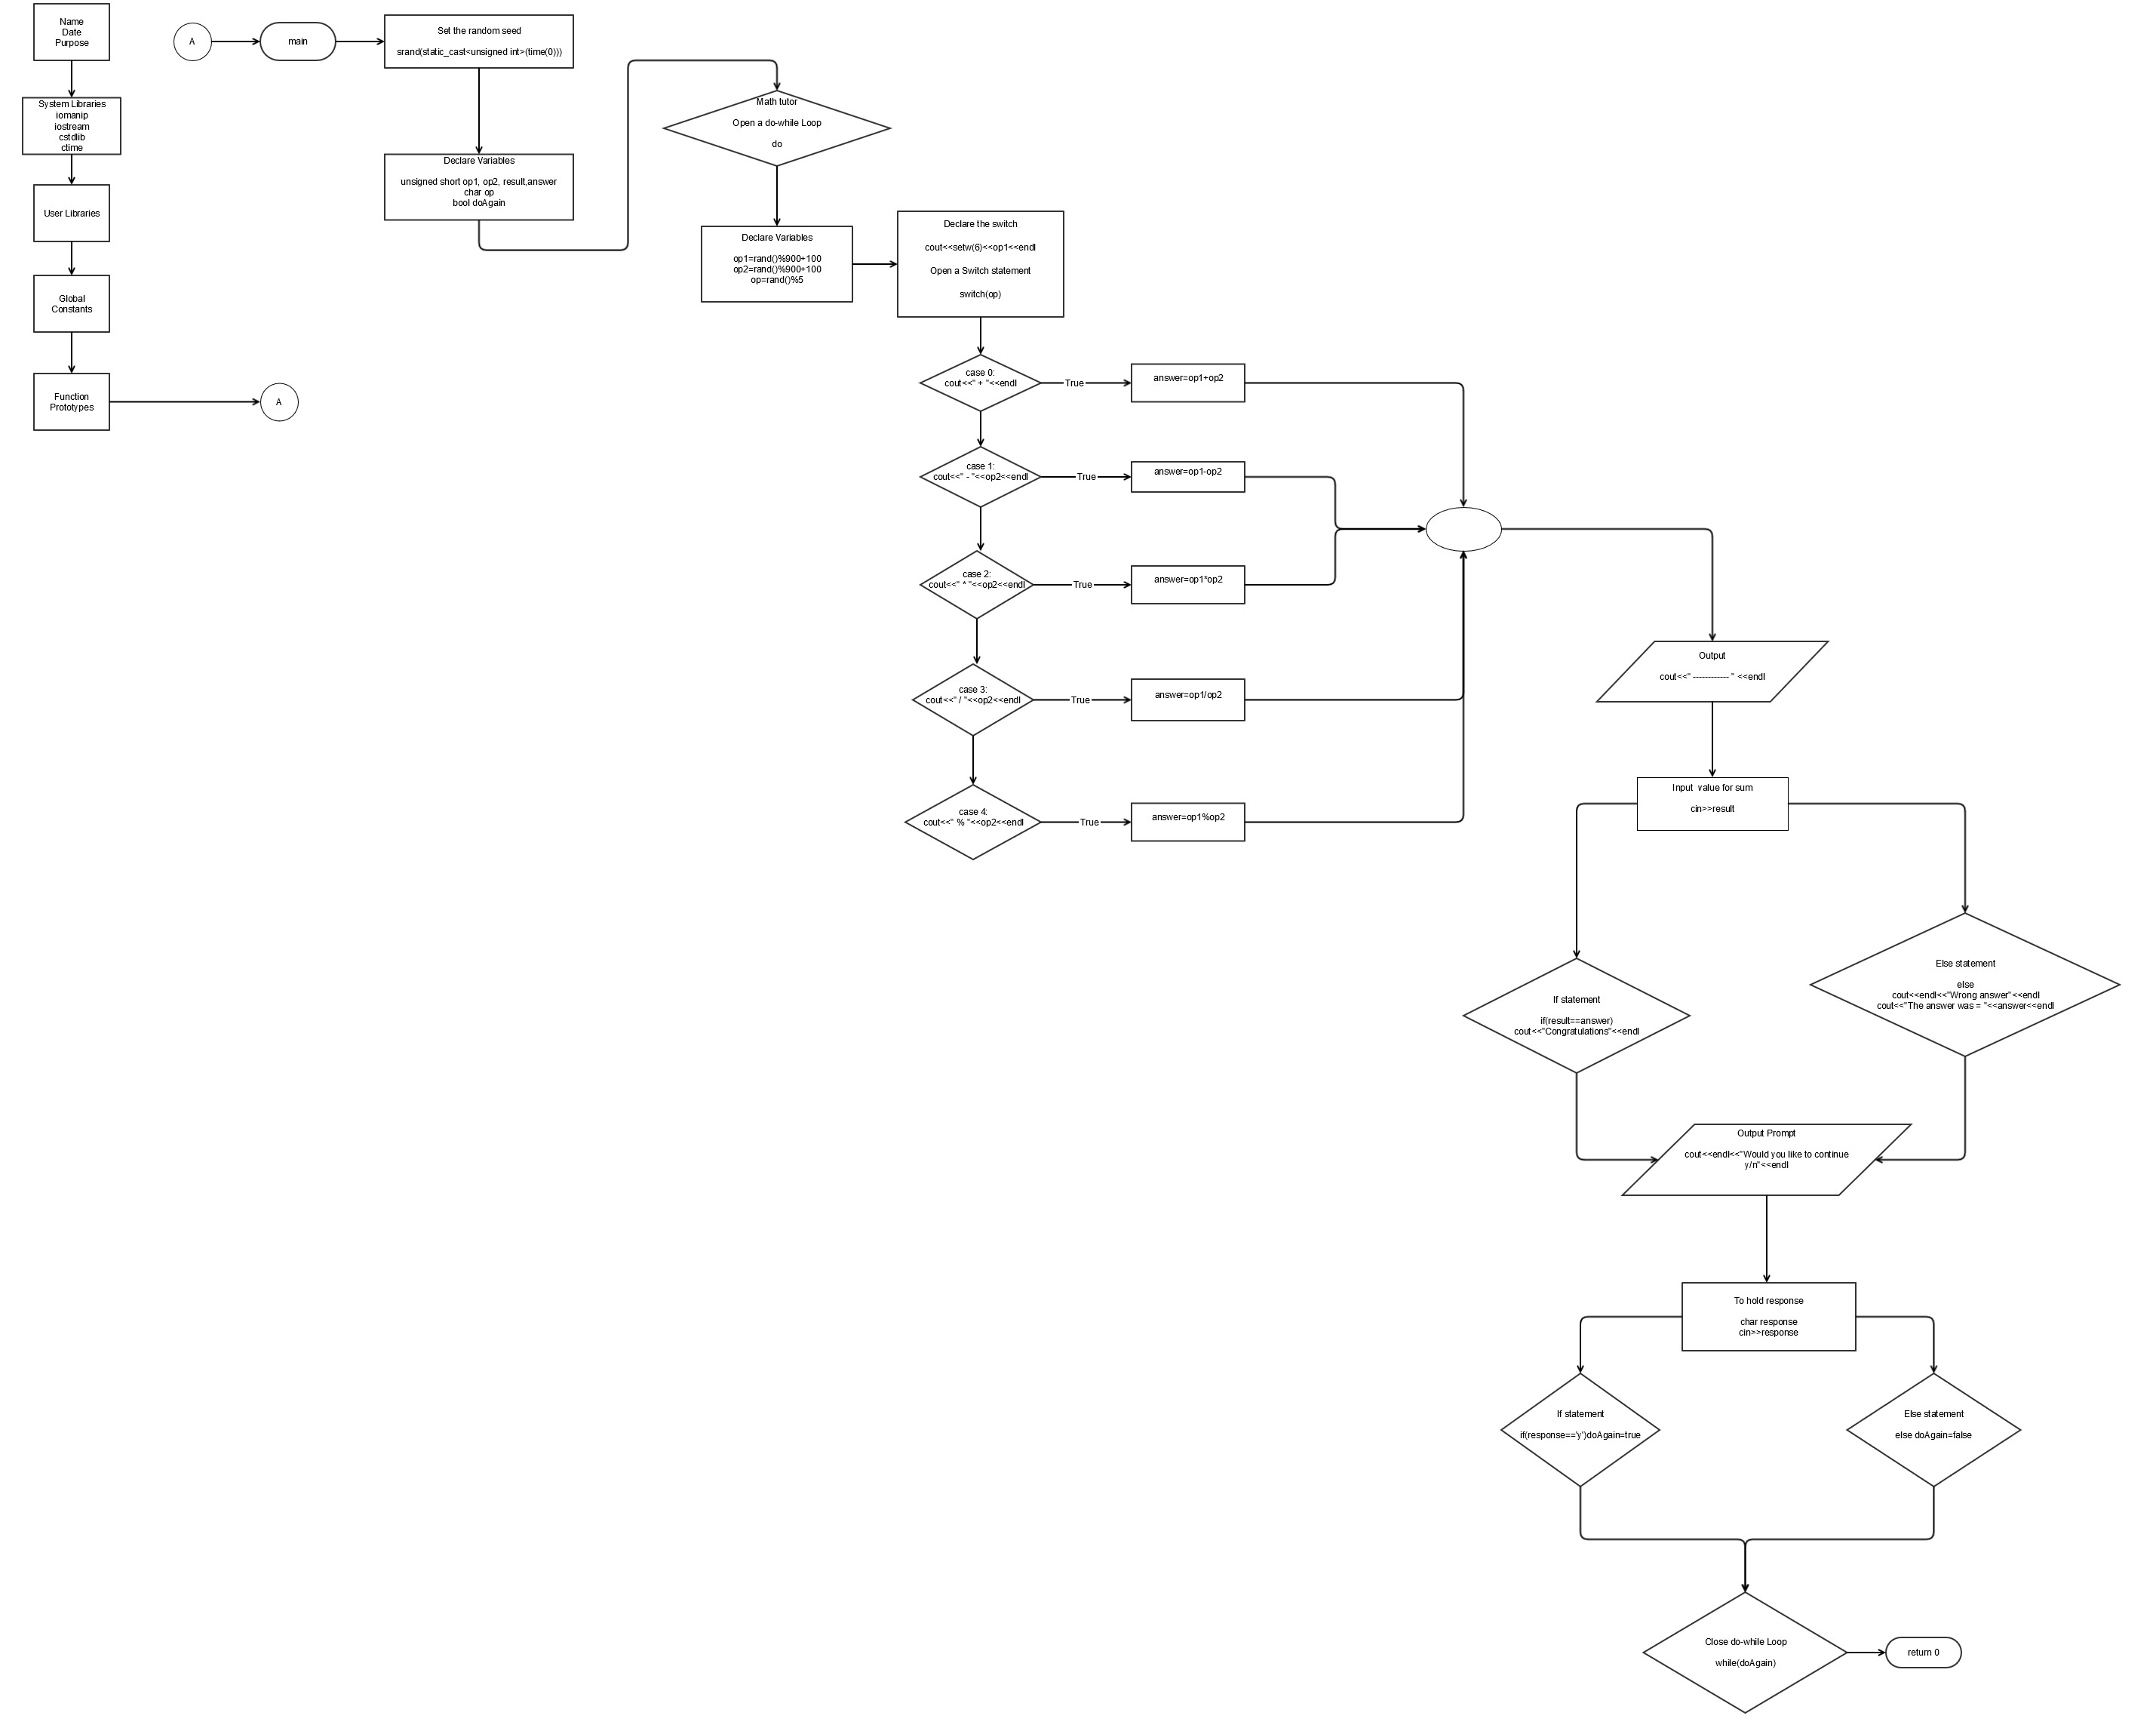 Name
Date
Purpose
System Libraries
iomanip
iostream
cstdlib
ctime
User Libraries
Global
Constants
Function
Prototypes
A
A
main
Set the random seed
srand(static_cast<unsigned int>(time(0)))
Declare Variables
unsigned short op1, op2, result,answer
char op
bool doAgain
Math tutor
Open a do-while Loop
do
Declare Variables
op1=rand()%900+100
op2=rand()%900+100
op=rand()%5
Declare the switch
cout<<setw(6)<<op1<<endl
Open a Switch statement
switch(op)
case 0:
cout<<" + "<<endl
True
answer=op1+op2
case 1:
cout<<" - "<<op2<<endl
True
answer=op1-op2
case 2:
cout<<" * "<<op2<<endl
True
answer=op1*op2
case 3:
cout<<" / "<<op2<<endl
True
answer=op1/op2
case 4:
cout<<" % "<<op2<<endl
True
answer=op1%op2
Output
cout<<" ------------ " <<endl
Input value for sum
cin>>result
If statement
if(result==answer)
cout<<"Congratulations"<<endl
Else statement
else
cout<<endl<<"Wrong answer"<<endl
cout<<"The answer was = "<<answer<<endl
Output Prompt
cout<<endl<<"Would you like to continue
y/n"<<endl
To hold response
char response
cin>>response
If statement
if(response=='y')doAgain=true
Else statement
else doAgain=false
Close do-while Loop
while(doAgain)
return 0